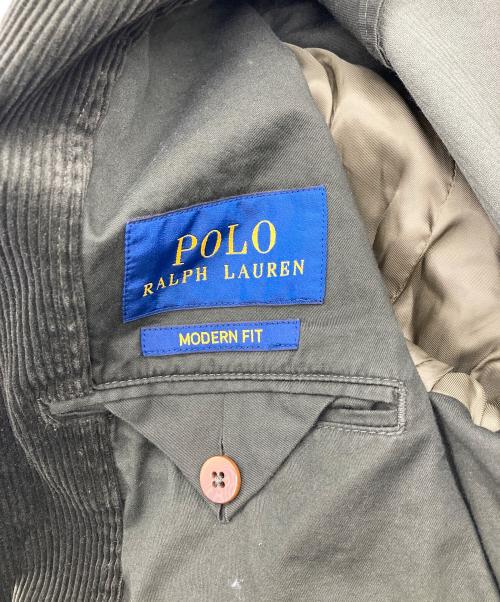 POLO
RALPH LAUREN
MODERN FIT